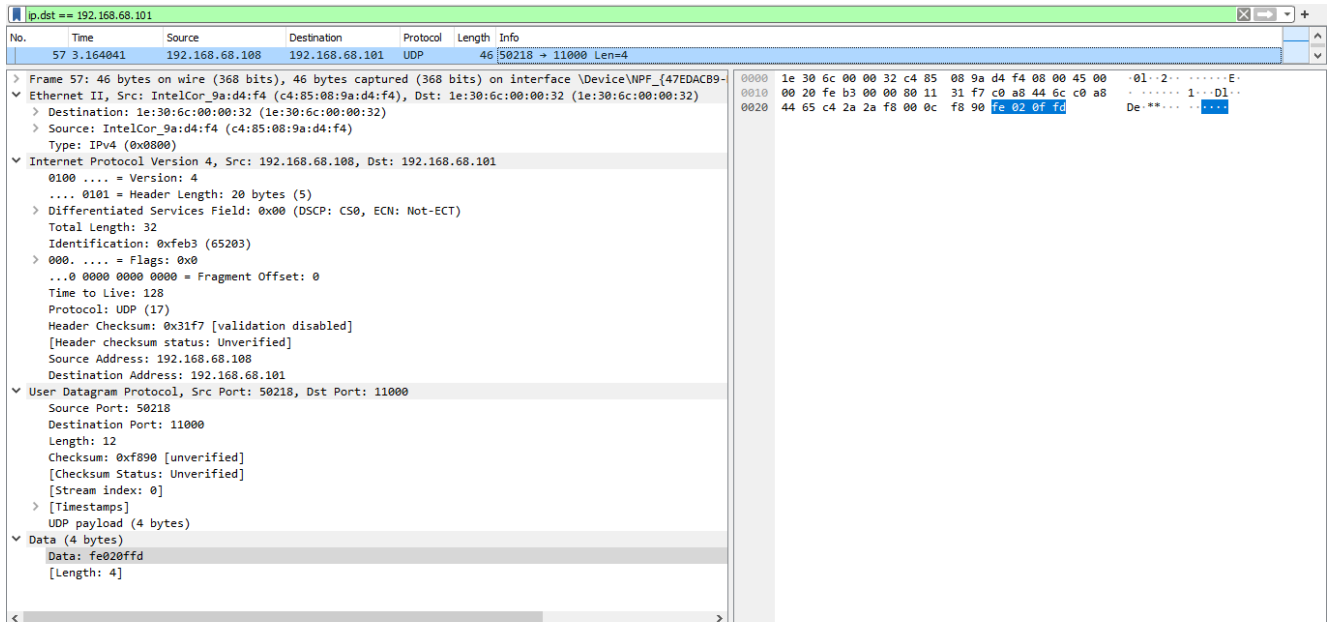 ip.dst == 192.168.68.101
No. Time Source Destination Protocol Length Info
57 3.164041 192.168.68.108 192.168.68.101 UDP 46 50218 → 11000 Len=4
Frame 57: 46 bytes on wire (368 bits), 46 bytes captured (368 bits) on interface \Device\NPF_{47EDACB9-
Ethernet II, Src: IntelCor_9a:d4:f4 (c4:85:08:9a:d4:f4), Dst: 1e:30:6c:00:00:32 (1e:30:6c:00:00:32)
Destination: 1e:30:6c:00:00:32 (1e:30:6c:00:00:32)
Source: IntelCor_9a:d4:f4 (c4:85:08:9a:d4:f4)
Type: IPv4 (0x0800)
Internet Protocol Version 4, Src: 192.168.68.108, Dst: 192.168.68.101
0100 .... = Version: 4
.... 0101 = Header Length: 20 bytes (5)
Differentiated Services Field: 0x00 (DSCP: CS0, ECN: Not-ECT)
Total Length: 32
Identification: 0xfeb3 (65203)
000. .... = Flags: 0x0
...0 0000 0000 0000 = Fragment Offset: 0
Time to Live: 128
Protocol: UDP (17)
Header Checksum: 0x31f7 [validation disabled]
[Header checksum status: Unverified]
Source Address: 192.168.68.108
Destination Address: 192.168.68.101
User Datagram Protocol, Src Port: 50218, Dst Port: 11000
Source Port: 50218
Destination Port: 11000
Length: 12
Checksum: 0xf890 [unverified]
[Checksum Status: Unverified]
[Stream index: 0]
[Timestamps]
UDP payload (4 bytes)
Data (4 bytes)
Data: fe020ffd
[Length: 4]
0000 1e 30 6c 00 00 32 c4 85 08 9a d4 f4 08 00 45 00 ·0l··2·· ······E·
0010 00 20 fe b3 00 00 80 11 31 f7 c0 a8 44 6c c0 a8 · ······ 1···Dl··
0020 44 65 c4 2a 2a f8 00 0c f8 90 fe 02 0f fd De·**··· ······